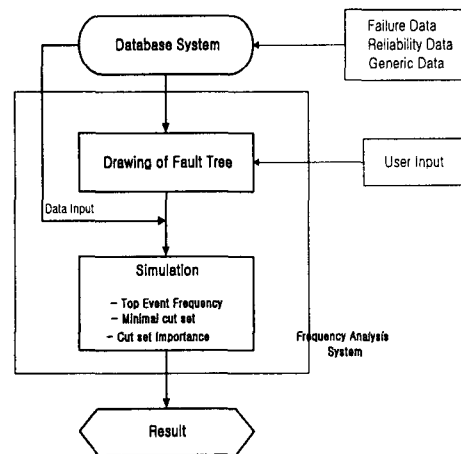 Database System
Failure Data
Reliability Data
Generic Data
Drawing of Fault Tree
User Input
Data Input
Simulation
- Top Event Frequency
- Minimal cut set
- Cut set Importance
Frequency Analysis
System
Result